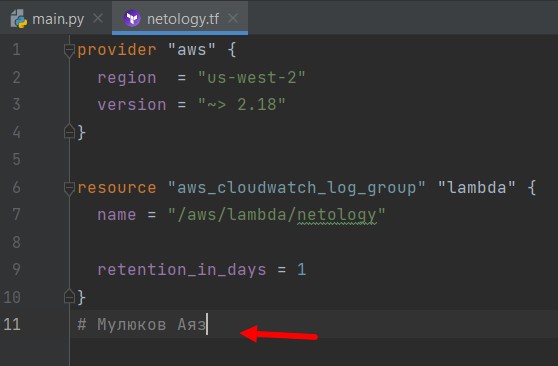 main.py netology.tf
1 provider "aws" {
2   region  = "us-west-2"
3   version = "~> 2.18"
4 }
5
6 resource "aws_cloudwatch_log_group" "lambda" {
7   name = "/aws/lambda/netology"
8
9   retention_in_days = 1
10 }
11 # Мулюков Аяз